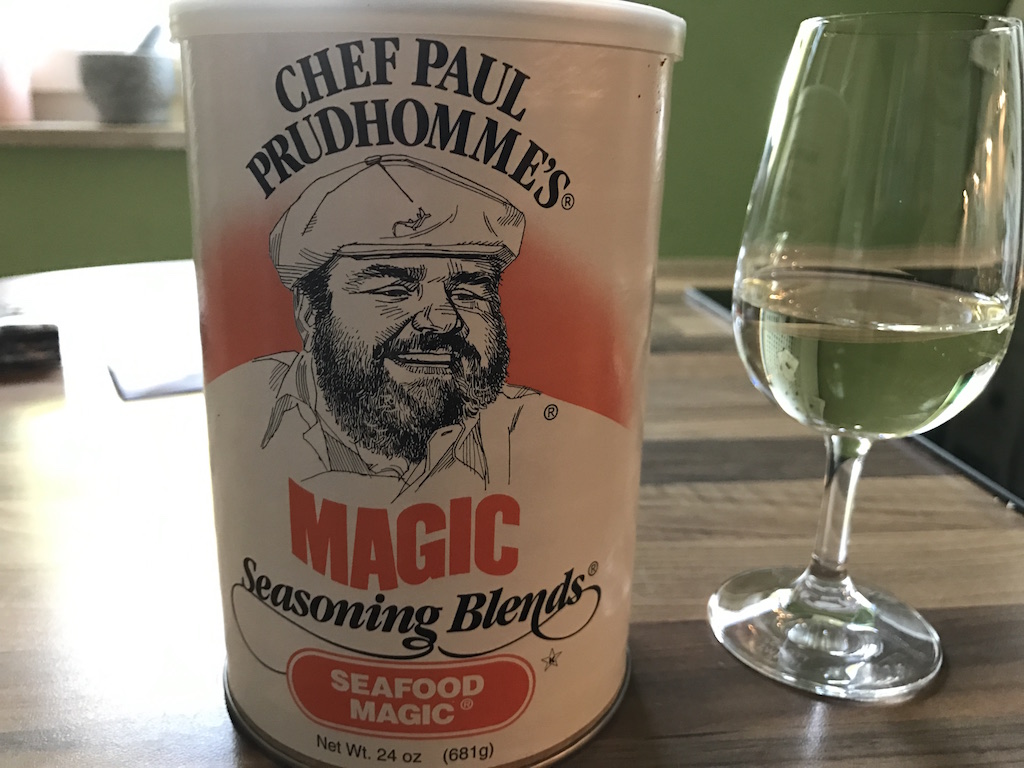 CHEF PAUL
PRUDHOMME'S®
®
MAGIC
Seasoning Blends®
SEAFOOD
MAGIC®
Net Wt. 24 oz (681g)